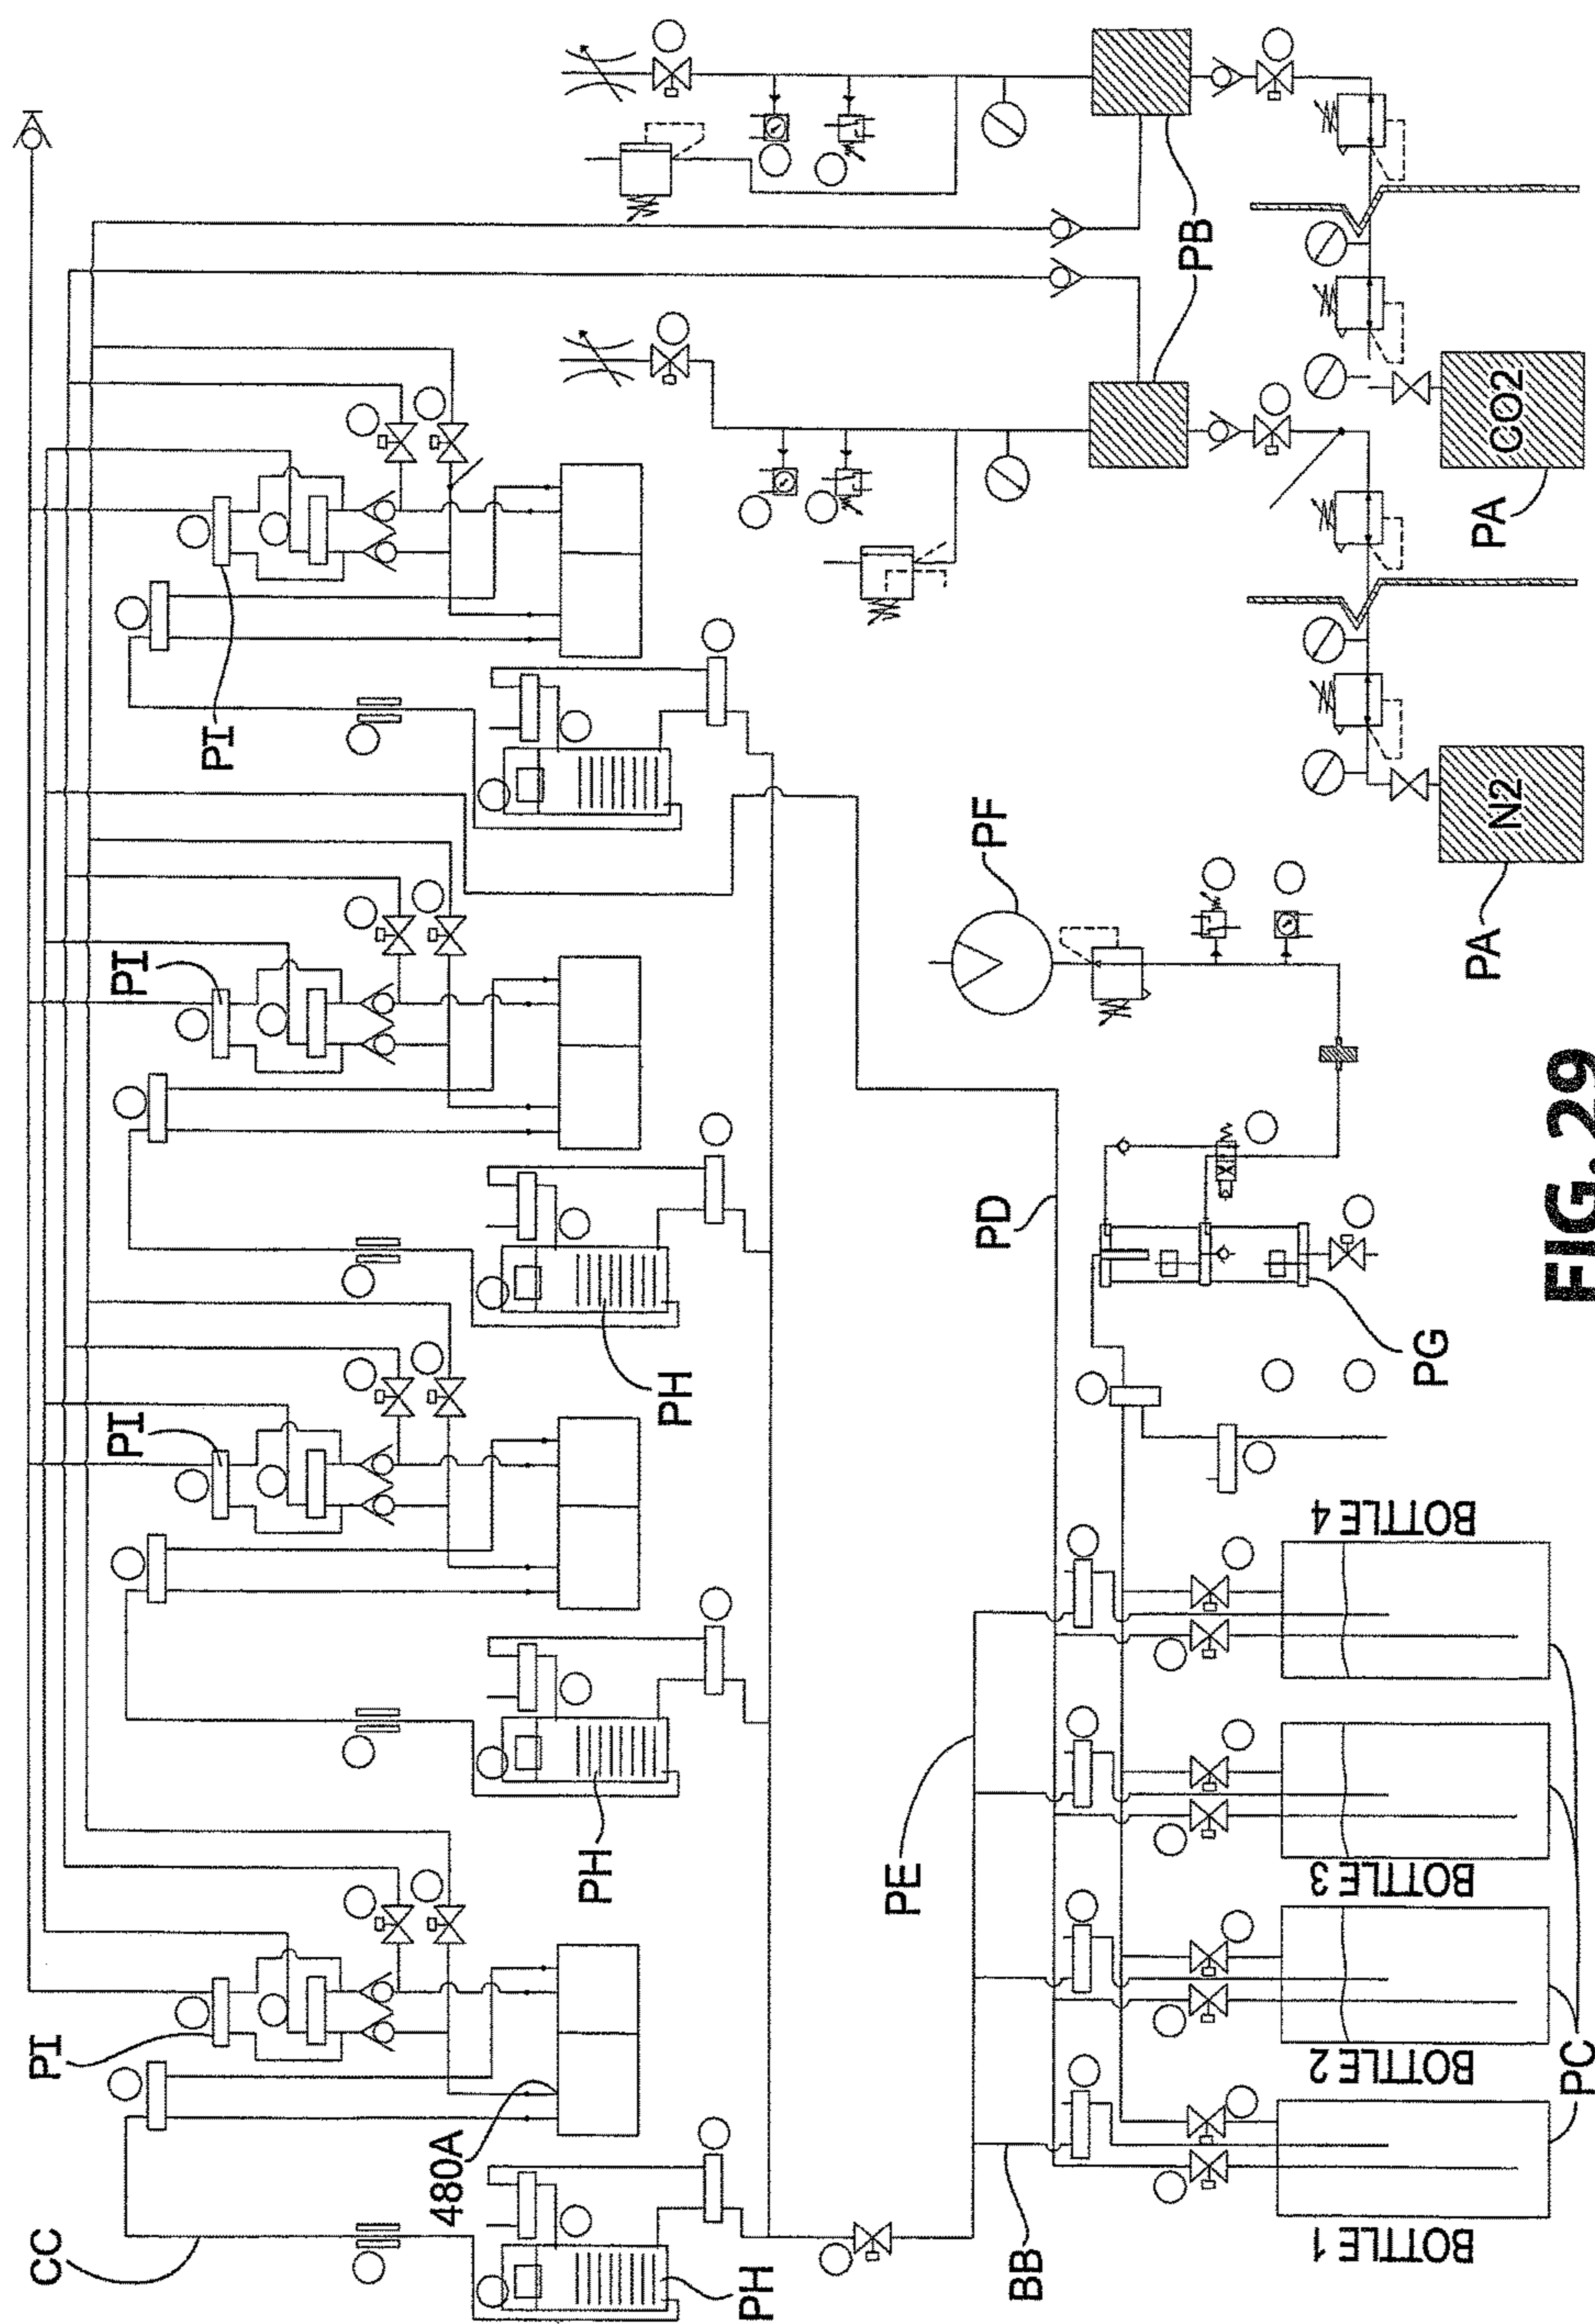 CC
PI
PI
PI
PI
480A
PH
PH
PH
BB
PE
PD
PF
PG
PB
BOTTLE 1
BOTTLE 2
BOTTLE 3
BOTTLE 4
PC
N2
PA
CO2
PA
FIG. 29